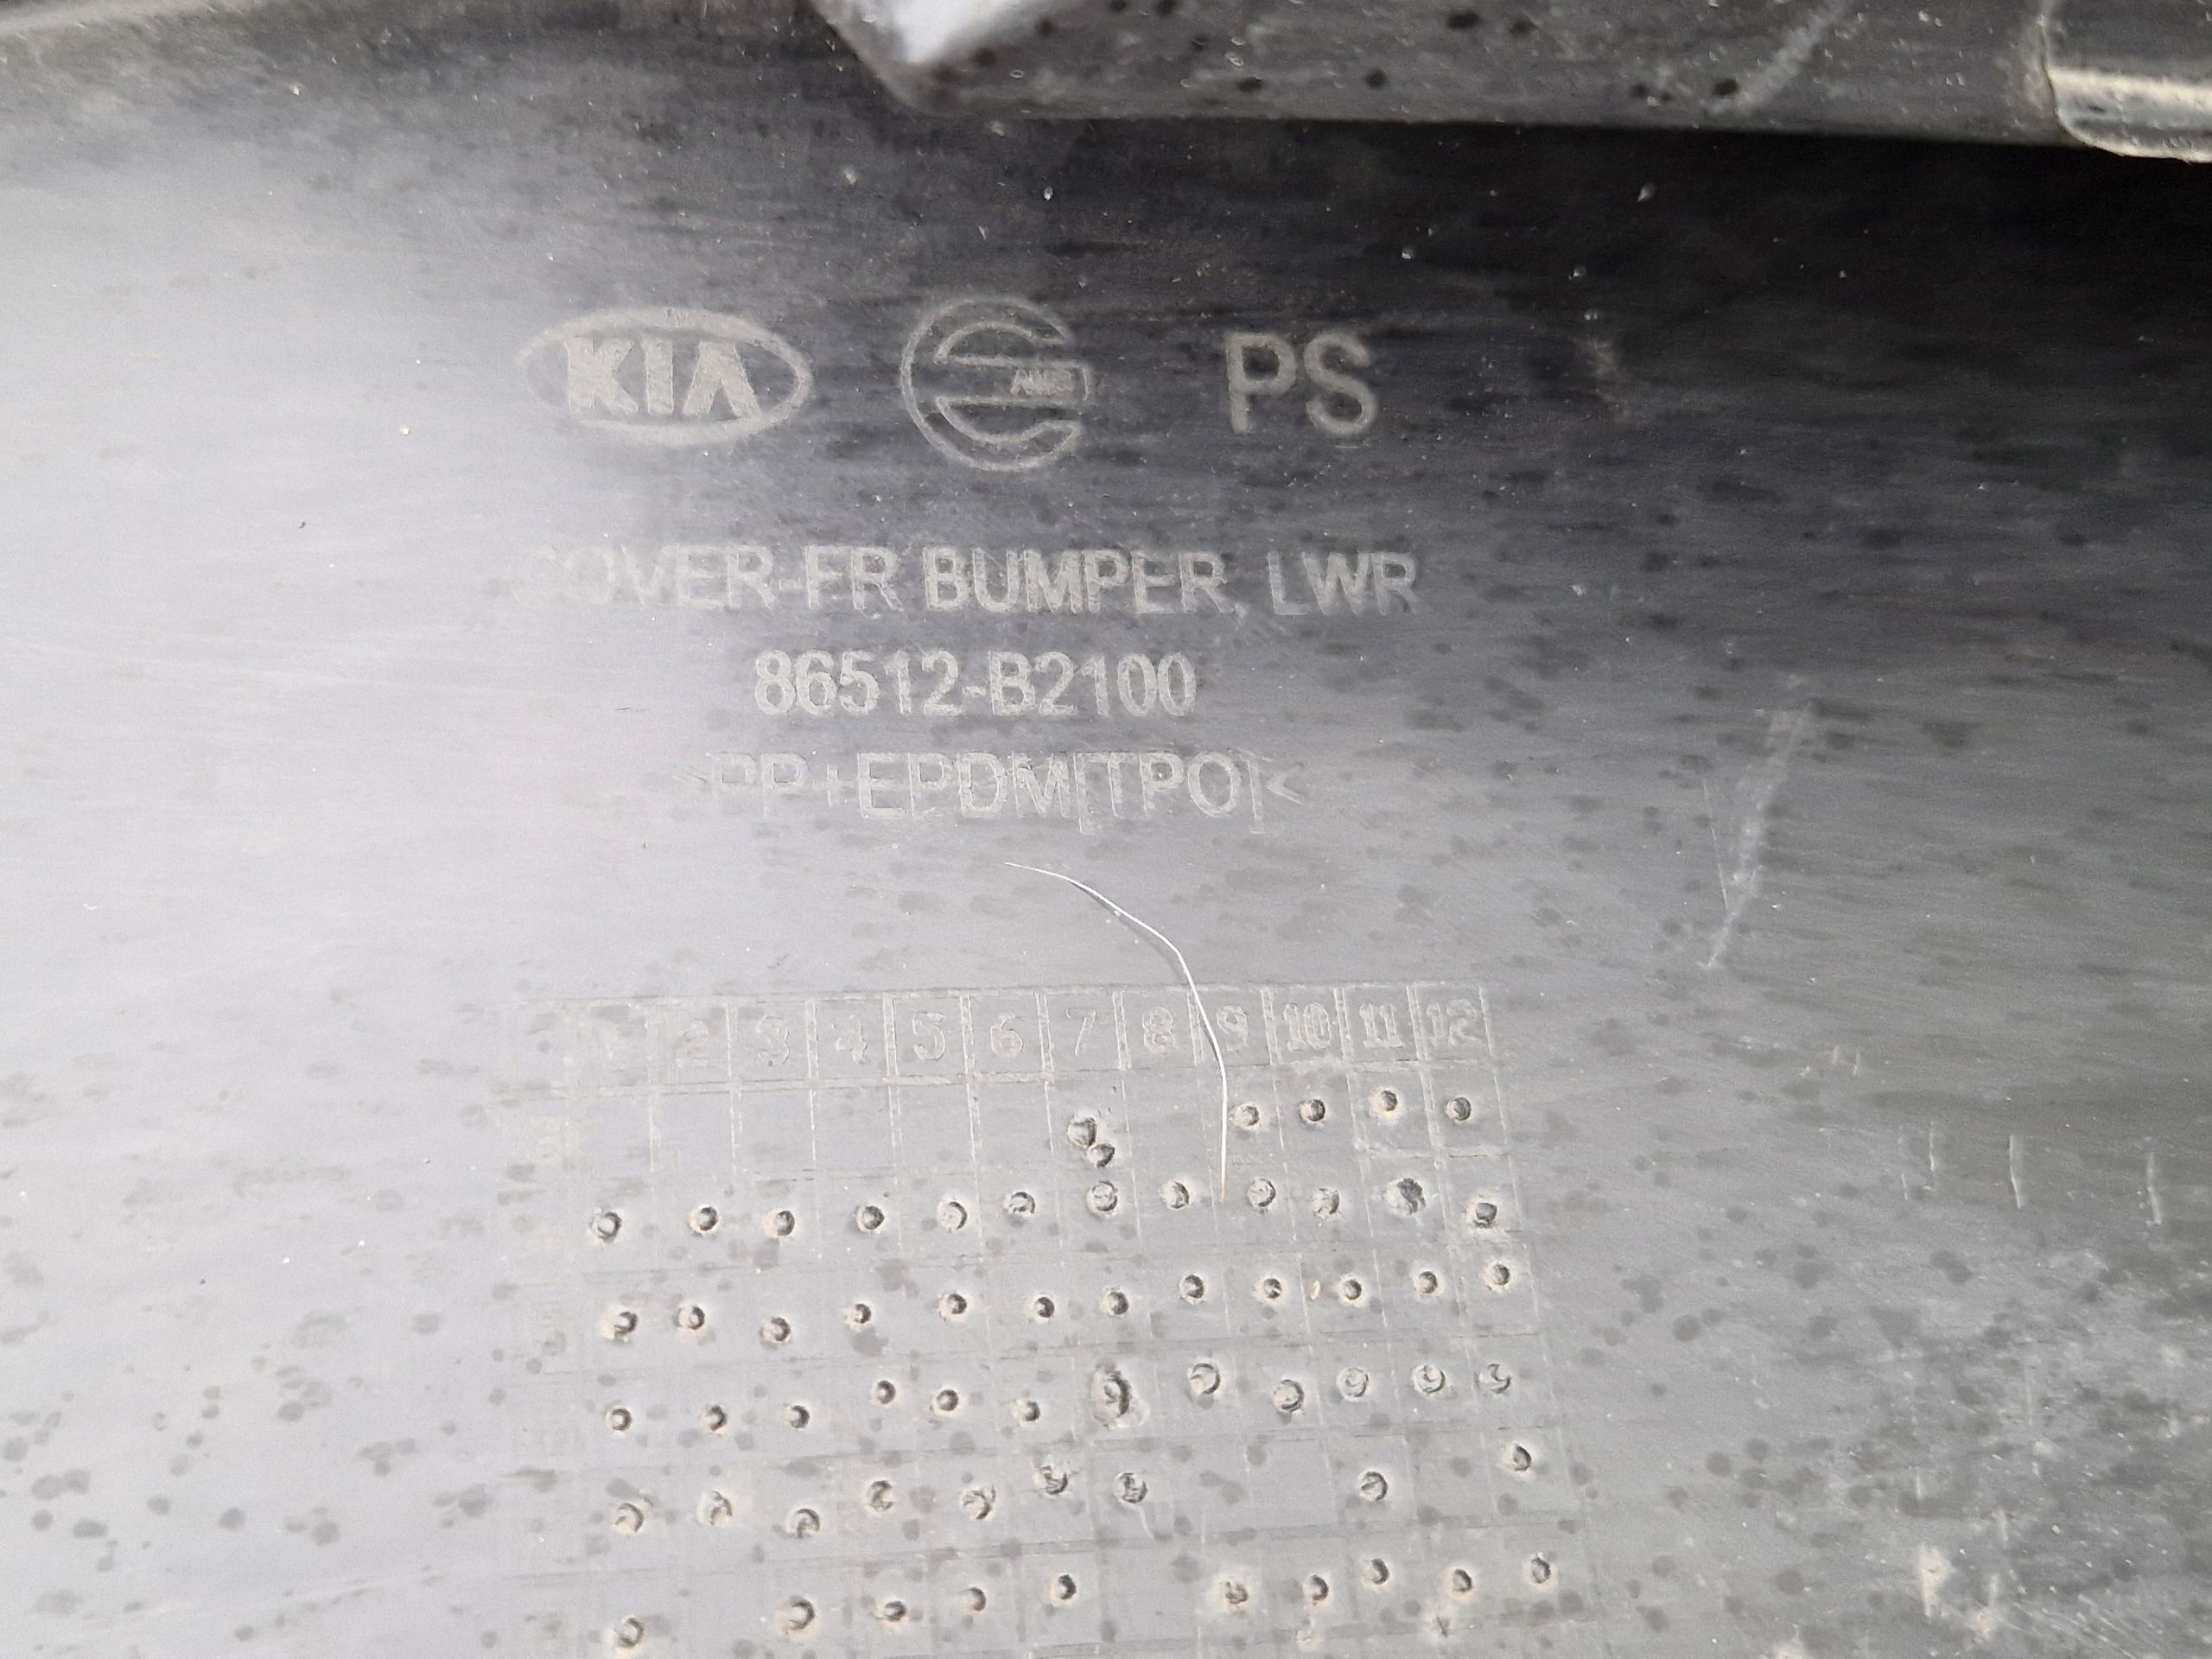 KIA PS
COVER-FR BUMPER, LWR
86512-B2100
>PP+EPDM[TPO]<
1 2 3 4 5 6 7 8 9 10 11 12